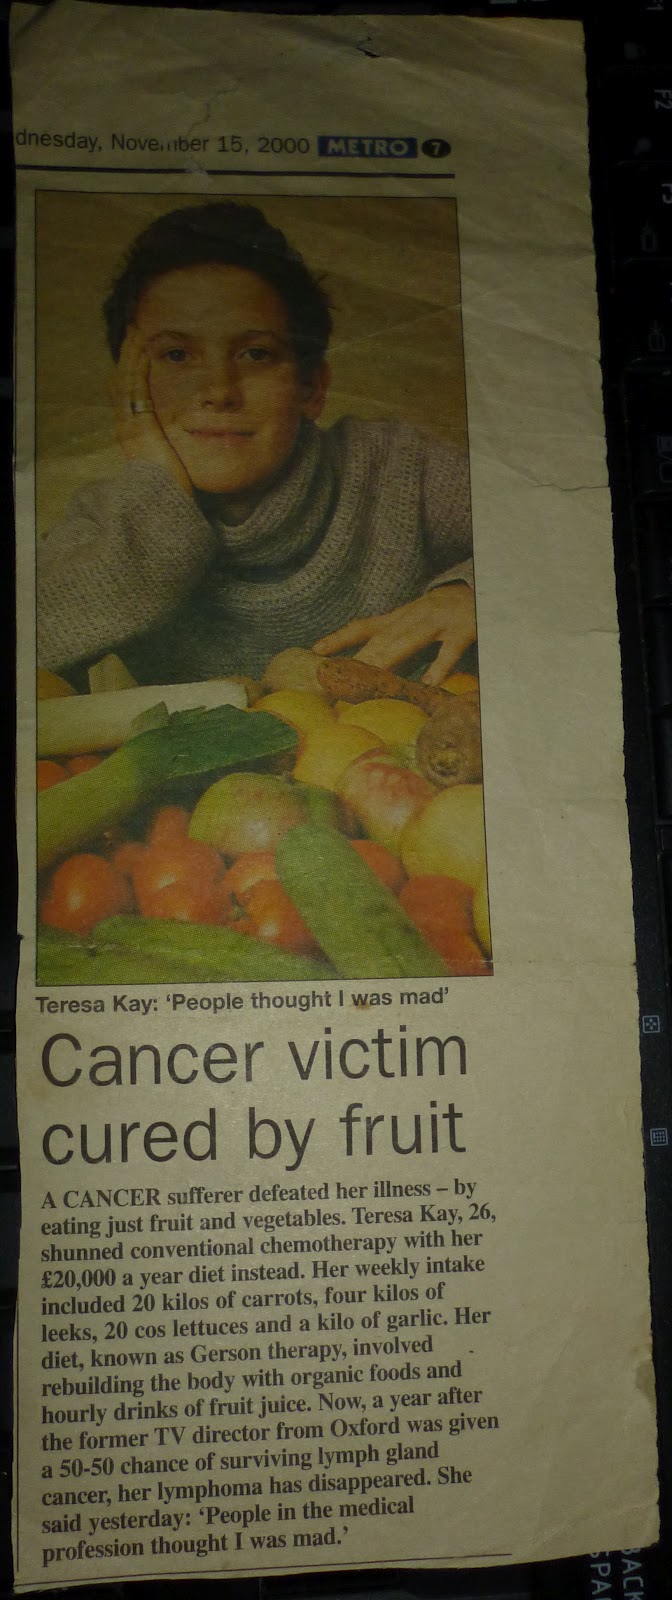 dnesday, November 15, 2000 METRO 7
Teresa Kay: ‘People thought I was mad’
Cancer victim
cured by fruit
A CANCER sufferer defeated her illness – by
eating just fruit and vegetables. Teresa Kay, 26,
shunned conventional chemotherapy with her
£20,000 a year diet instead. Her weekly intake
included 20 kilos of carrots, four kilos of
leeks, 20 cos lettuces and a kilo of garlic. Her
diet, known as Gerson therapy, involved
rebuilding the body with organic foods and
hourly drinks of fruit juice. Now, a year after
the former TV director from Oxford was given
a 50-50 chance of surviving lymph gland
cancer, her lymphoma has disappeared. She
said yesterday: ‘People in the medical
profession thought I was mad.’
F2